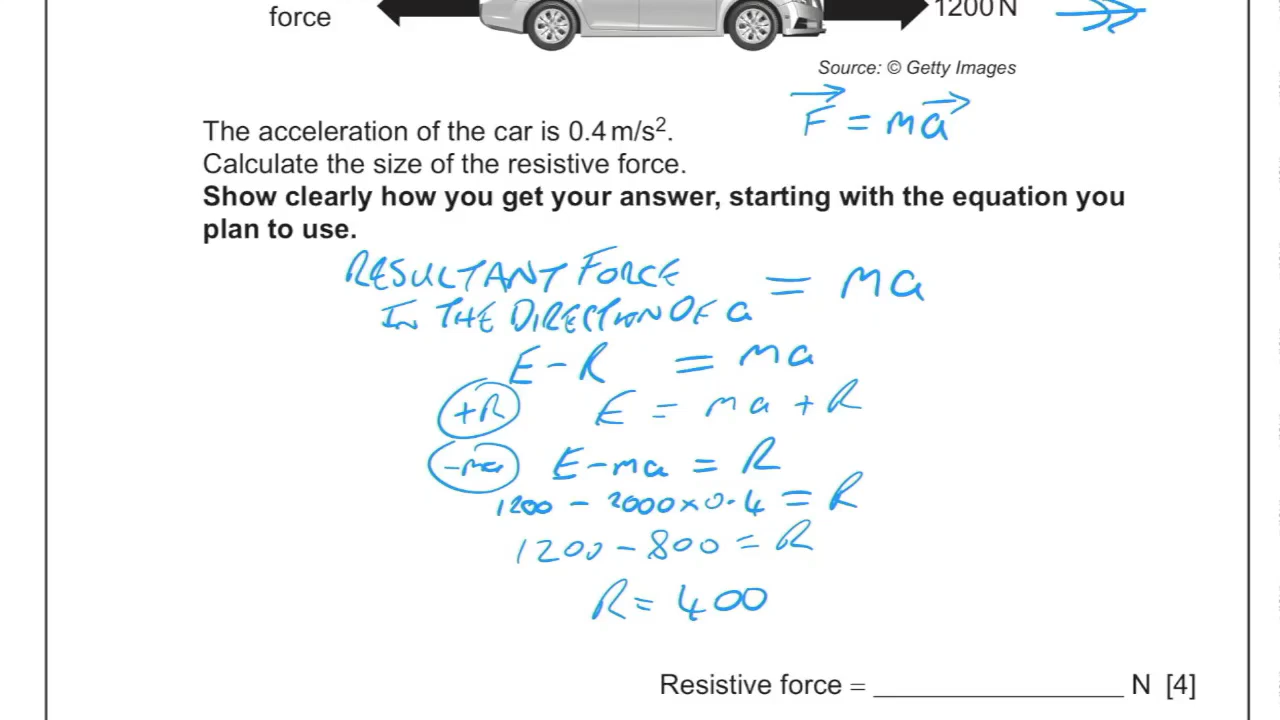 force
1200 N
Source: © Getty Images
F = ma
The acceleration of the car is 0.4 m/s².
Calculate the size of the resistive force.
Show clearly how you get your answer, starting with the equation you
plan to use.
RESULTANT FORCE
IN THE DIRECTION OF a = ma
E - R = ma
+R E = ma + R
-ma E - ma = R
1200 - 2000 × 0.4 = R
1200 - 800 = R
R = 400
Resistive force = ____________________ N [4]